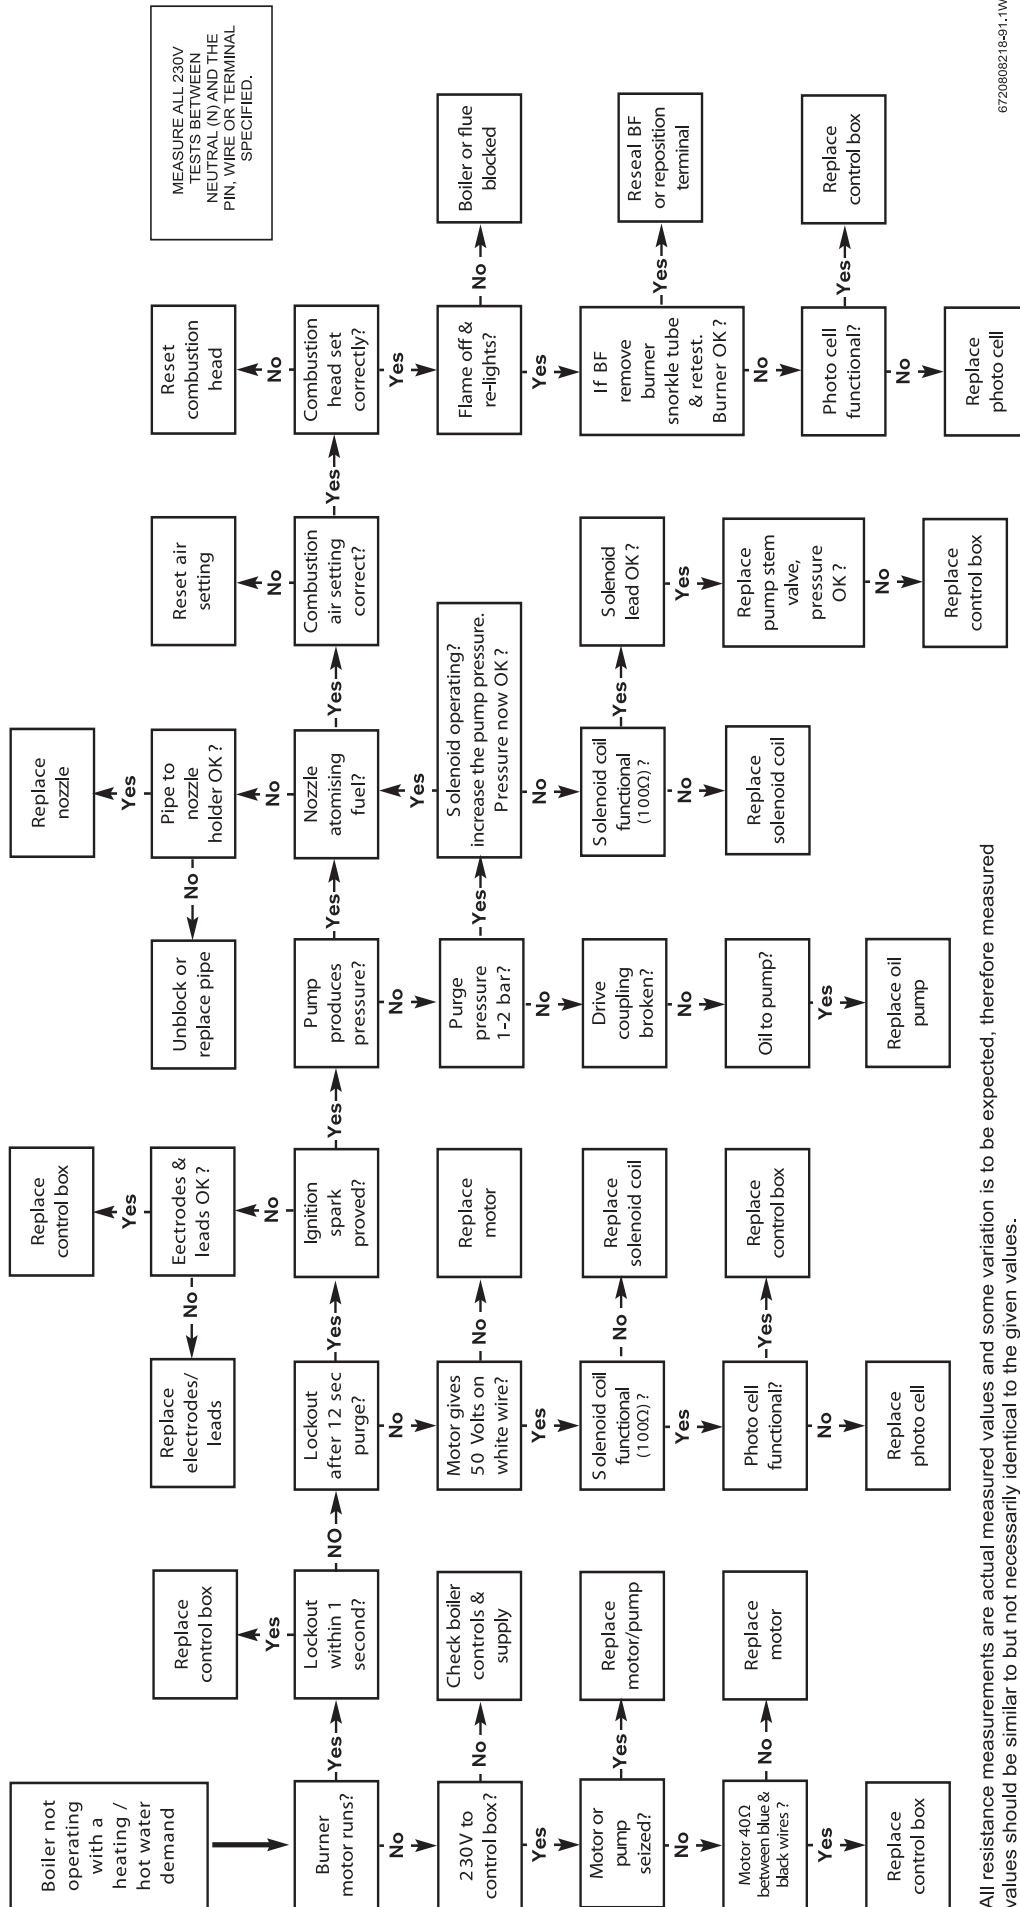 Boiler not
operating
with a
heating /
hot water
demand
Burner
motor runs?
No
230V to
control box?
Yes
Motor or
pump
seized?
No
Motor 40Ω
between blue &
black wires ?
Yes
Replace
control box
Yes
No
Yes
No
Replace
control box
Yes
Lockout
within 1
second?
Check boiler
controls &
supply
Replace
motor/pump
Replace
motor
NO
Replace
electrodes/
leads
Lockout
after 12 sec
purge?
No
Motor gives
50 Volts on
white wire?
Yes
Solenoid coil
functional
(100Ω) ?
Yes
Photo cell
functional?
No
Replace
photo cell
No
Yes
No
No
Yes
Replace
control box
Yes
Eectrodes &
leads OK ?
No
Ignition
spark
proved?
Replace
motor
Replace
solenoid coil
Replace
control box
Yes
Unblock or
replace pipe
Pump
produces
pressure?
No
Purge
pressure
1-2 bar?
No
Drive
coupling
broken?
No
Oil to pump?
Yes
Replace oil
pump
No
Yes
Yes
Replace
nozzle
Yes
Pipe to
nozzle
holder OK ?
No
Nozzle
atomising
fuel?
Yes
Solenoid operating?
increase the pump pressure.
Pressure now OK ?
No
Solenoid coil
functional
(100Ω) ?
No
Replace
solenoid coil
Yes
Yes
Reset air
setting
No
Combustion
air setting
correct?
Solenoid
lead OK ?
Yes
Replace
pump stem
valve,
pressure
OK ?
No
Replace
control box
Yes
Reset
combustion
head
No
Combustion
head set
correctly?
Yes
Flame off &
re-lights?
Yes
If BF
remove
burner
snorkle tube
& retest.
Burner OK ?
No
Photo cell
functional?
No
Replace
photo cell
No
Yes
Yes
Boiler or flue
blocked
Reseal BF
or reposition
terminal
Replace
control box
MEASURE ALL 230V
TESTS BETWEEN
NEUTRAL (N) AND THE
PIN, WIRE OR TERMINAL
SPECIFIED.
All resistance measurements are actual measured values and some variation is to be expected, therefore measured
values should be similar to but not necessarily identical to the given values.
6720808218-91.1W